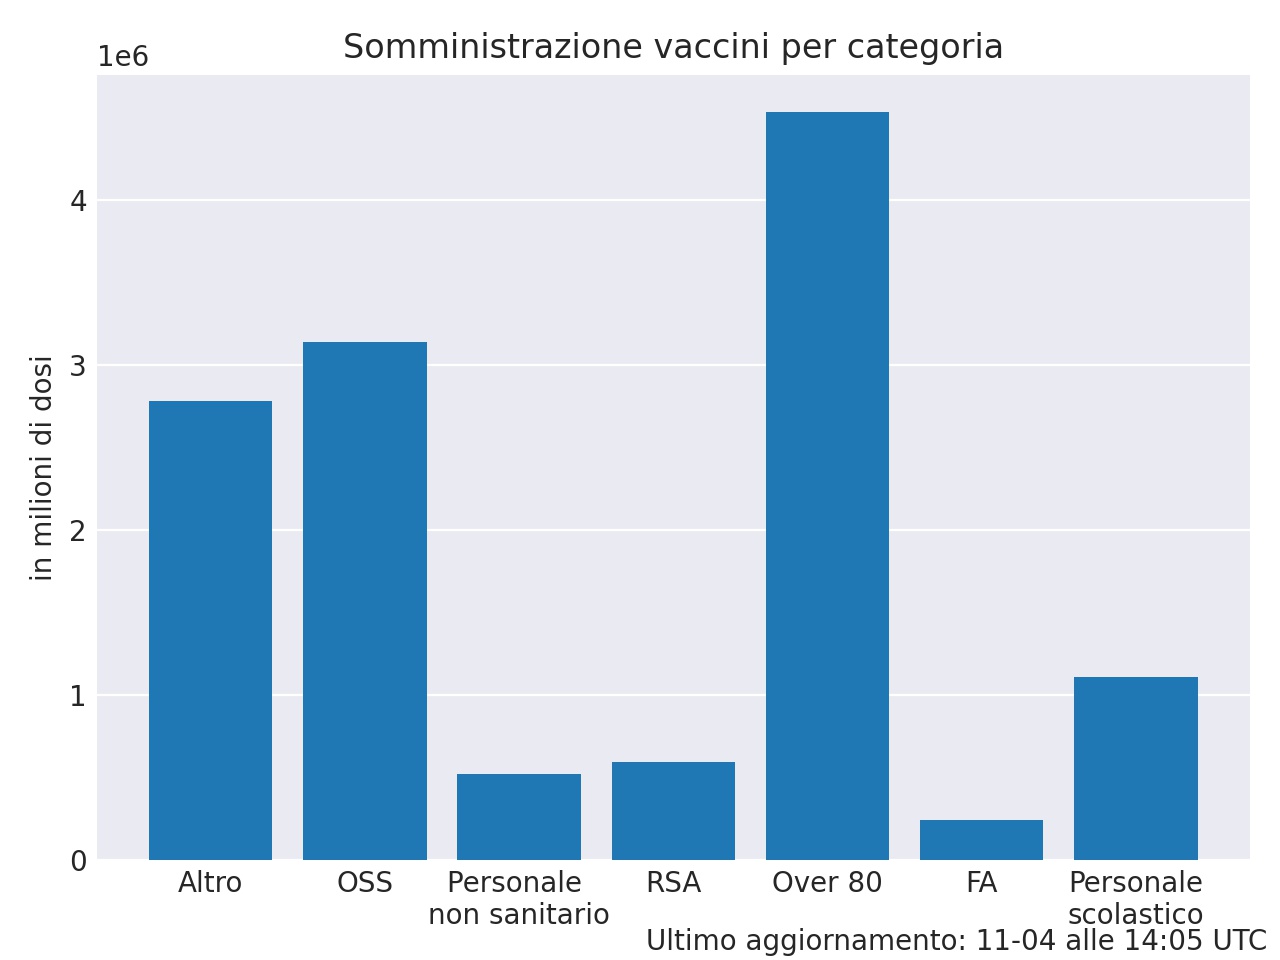 Somministrazione vaccini per categoria
1e6
in milioni di dosi
4
3
2
1
0
Altro
OSS
Personale
non sanitario
RSA
Over 80
FA
Personale
scolastico
Ultimo aggiornamento: 11-04 alle 14:05 UTC